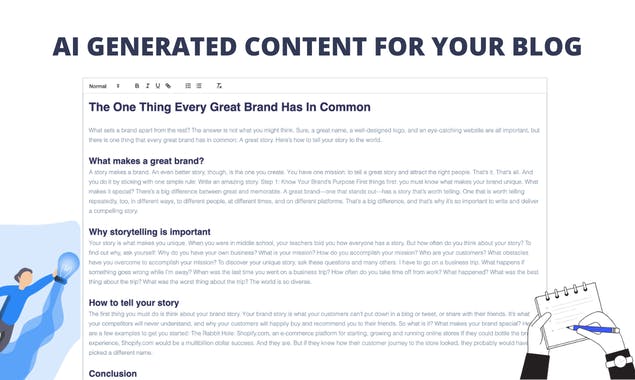 AI GENERATED CONTENT FOR YOUR BLOG
Normal B I U
The One Thing Every Great Brand Has In Common
What sets a brand apart from the rest? The answer is not what you might think. Sure, a great name, a well-designed logo, and an eye-catching website are all important, but
there is one thing that every great brand has in common: A great story. Here's how to tell your story to the world.
What makes a great brand?
A story makes a brand. An even better story, though, is the one you create. You have one mission: to tell a great story and attract the right people. That's it. That's all. And
you do it by sticking with one simple rule: Write an amazing story. Step 1: Know Your Brand's Purpose First things first: you must know what makes your brand unique. What
makes it special? There's a big difference between great and memorable. A great brand—one that stands out—has a story that's worth telling. One that is worth telling
repeatedly, too, in different ways, to different people, at different times, and on different platforms. That's a big difference, and that's why it's so important to write and deliver
a compelling story.
Why storytelling is important
Your story is what makes you unique. When you were in middle school, your teachers told you how everyone has a story. But how often do you think about your story? To
find out why, ask yourself: Why do you have your own business? What is your mission? How do you accomplish your mission? Who are your customers? What obstacles
have you overcome to accomplish your mission? To discover your unique story, ask these questions and many others. I have to go on a business trip. What happens if
something goes wrong while I'm away? When was the last time you went on a business trip? How often do you take time off from work? What happened? What was the best
thing about the trip? What was the worst thing about the trip? The world is so diverse.
How to tell your story
The first thing you must do is think about your brand story. Your brand story is what your customers can't put down in a blog or tweet, or share with their friends. It's what
your competitors will never understand, and why your customers will happily buy and recommend you to their friends. So what is it? What makes your brand special?
are a few examples to get you started: The Rabbit Hole: Shopify.com, an e-commerce platform for starting, growing and running online stores if they could bottle the
experience, Shopify.com would be a multibillion dollar success. And they are. But if they knew how their customer journey to the store looked, they probably would have
picked a different name.
Conclusion